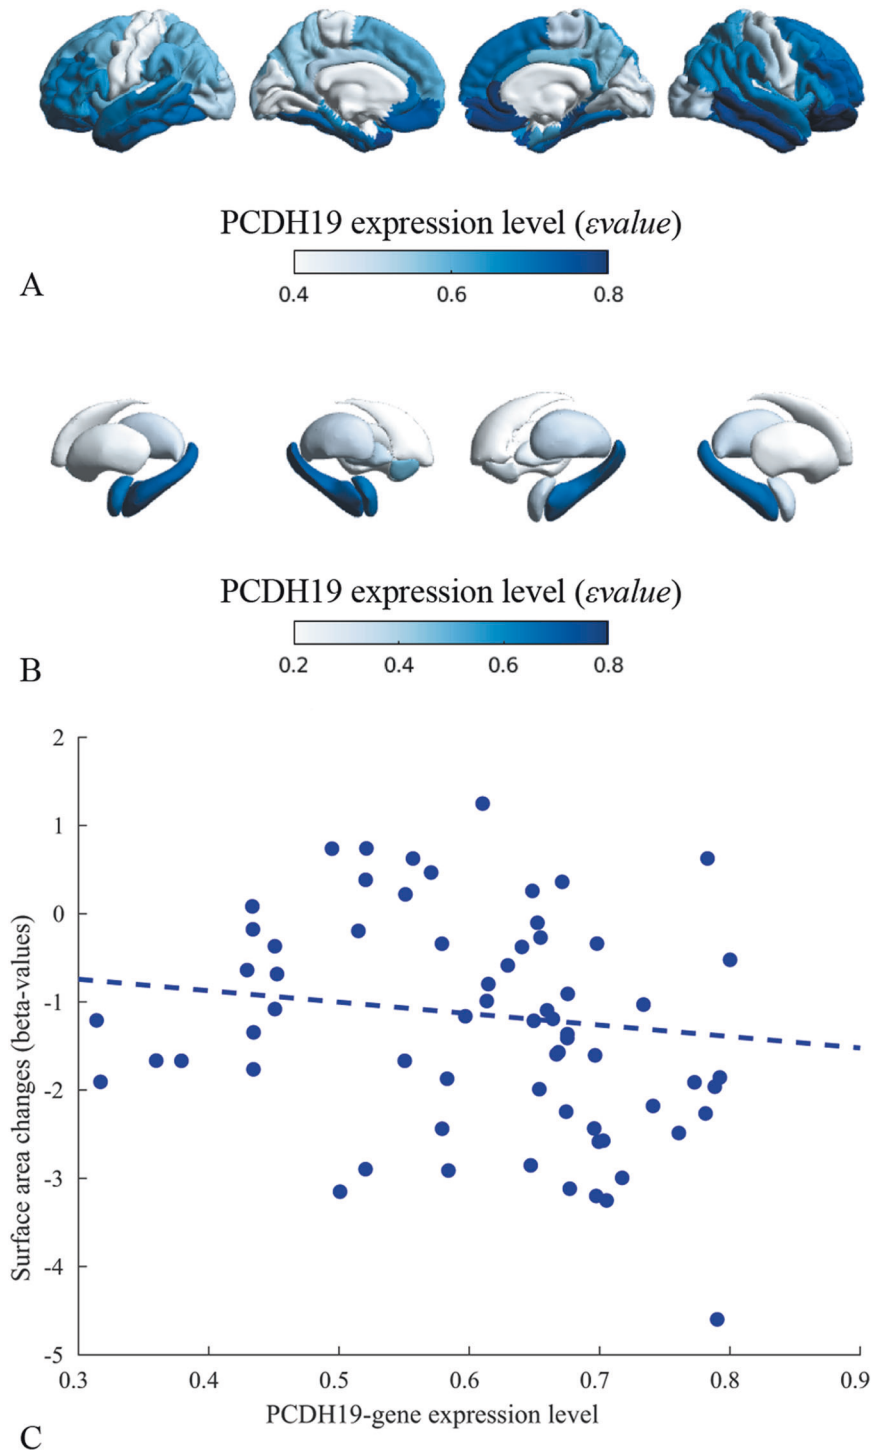 PCDH19 expression level (εvalue)
0.4 0.6 0.8
A
PCDH19 expression level (εvalue)
0.2 0.4 0.6 0.8
B
2
1
0
-1
-2
-3
-4
-5
Surface area changes (beta-values)
0.3 0.4 0.5 0.6 0.7 0.8 0.9
PCDH19-gene expression level
C